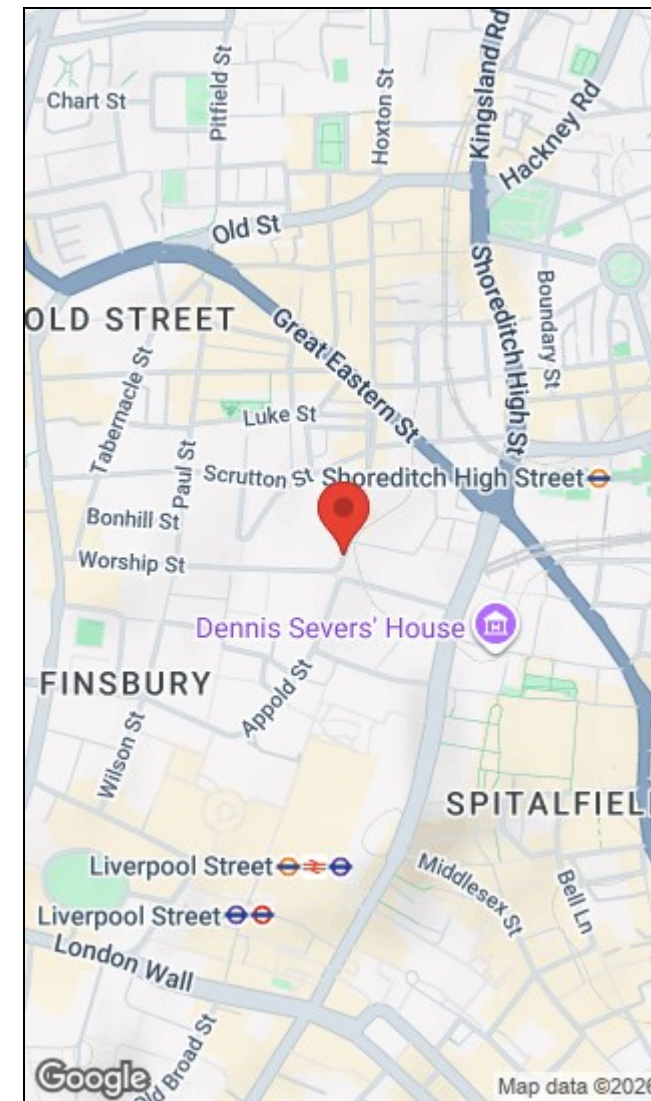 Kingsland Rd
Pitfield St
Hoxton St
Chart St
Hackney Rd
Old St
Shoreditch High St
Boundary St
OLD STREET
Great Eastern St
Tabernacle St
Luke St
Paul St
Scrutton St
Shoreditch High Street
Bonhill St
Worship St
Dennis Severs' House
FINSBURY
Appold St
Wilson St
SPITALFIEL
Liverpool Street
Middlesex St
Bell Ln
Liverpool Street
London Wall
Old Broad St
Google
Map data ©2026